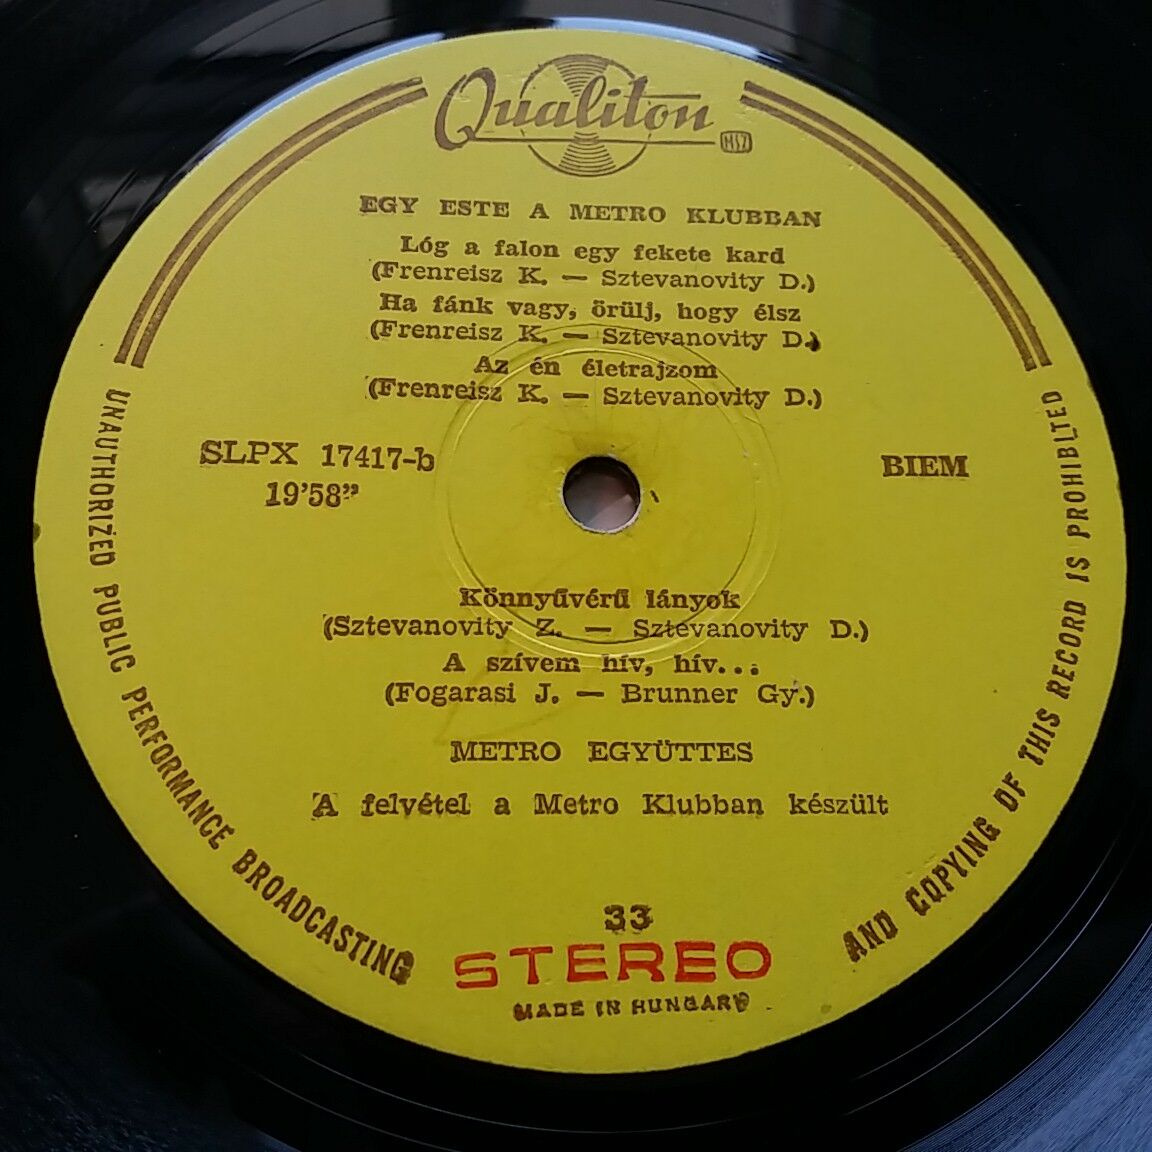 Qualiton
MSZ
EGY ESTE A METRO KLUBBAN
Lóg a falon egy fekete kard
(Frenreisz K. — Sztevanovity D.)
Ha fánk vagy, örülj, hogy élsz
(Frenreisz K. — Sztevanovity D.)
Az én életrajzom
(Frenreisz K. — Sztevanovity D.)
SLPX 17417-b
19'58"
BIEM
Könnyűvérű lányok
(Sztevanovity Z. — Sztevanovity D.)
A szívem hív, hív...
(Fogarasi J. — Brunner Gy.)
METRO EGYÜTTES
A felvétel a Metro Klubban készült
33
STEREO
MADE IN HUNGARY
UNAUTHORIZED PUBLIC PERFORMANCE BROADCASTING AND COPYING OF THIS RECORD IS PROHIBLTED